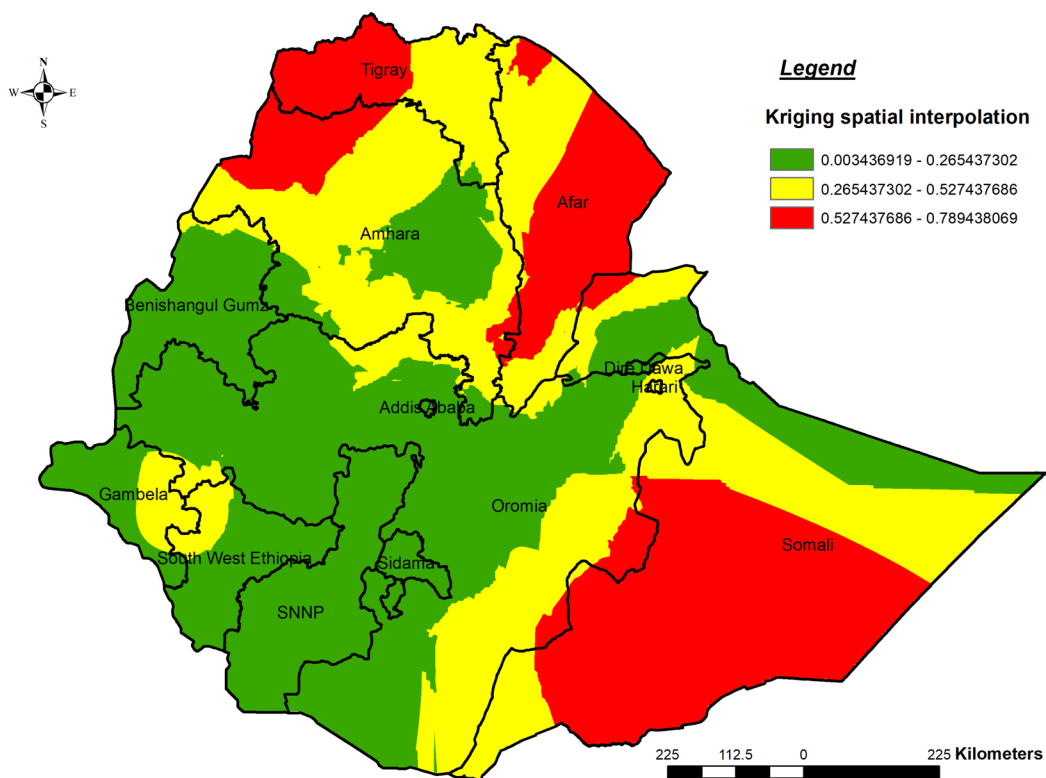 N
W E
S
Legend
Kriging spatial interpolation
0.003436919 - 0.265437302
0.265437302 - 0.527437686
0.527437686 - 0.789438069
Tigray
Afar
Amhara
Benishangul Gumz
Dire Dawa
Harari
Addis Ababa
Gambela
Oromia
South West Ethiopia
Sidama
Somali
SNNP
225 112.5 0 225 Kilometers